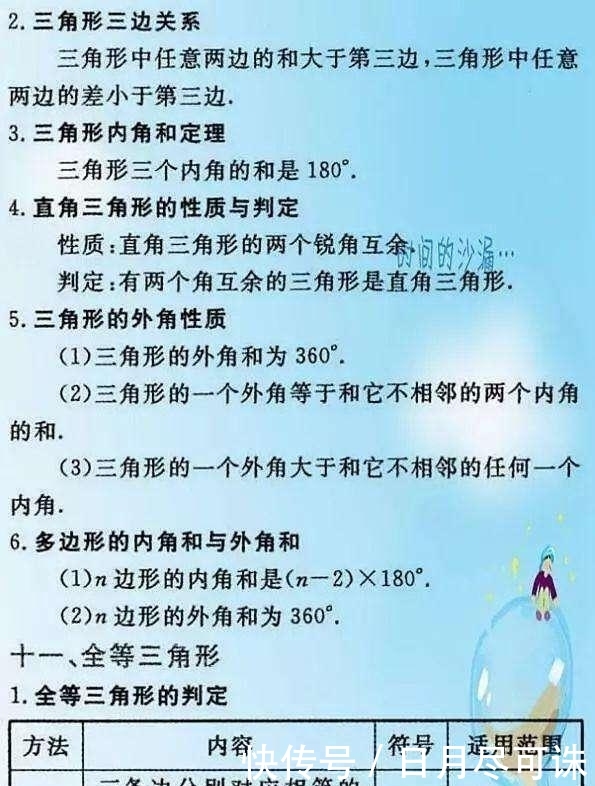 2.三角形三边关系
三角形中任意两边的和大于第三边,三角形中任意
两边的差小于第三边.
3.三角形内角和定理
三角形三个内角的和是180°.
4.直角三角形的性质与判定
性质:直角三角形的两个锐角互余.
时间的沙漏…
判定:有两个角互余的三角形是直角三角形.
5.三角形的外角性质
(1)三角形的外角和为360°.
(2)三角形的一个外角等于和它不相邻的两个内角
的和.
(3)三角形的一个外角大于和它不相邻的任何一个
内角.
6.多边形的内角和与外角和
(1)n边形的内角和是(n-2)×180°.
(2)n边形的外角和为360°.
十一、全等三角形
1.全等三角形的判定
方法 内容 符号 适用范围
快传号/日月尽可诛
三条边分别对应相等的